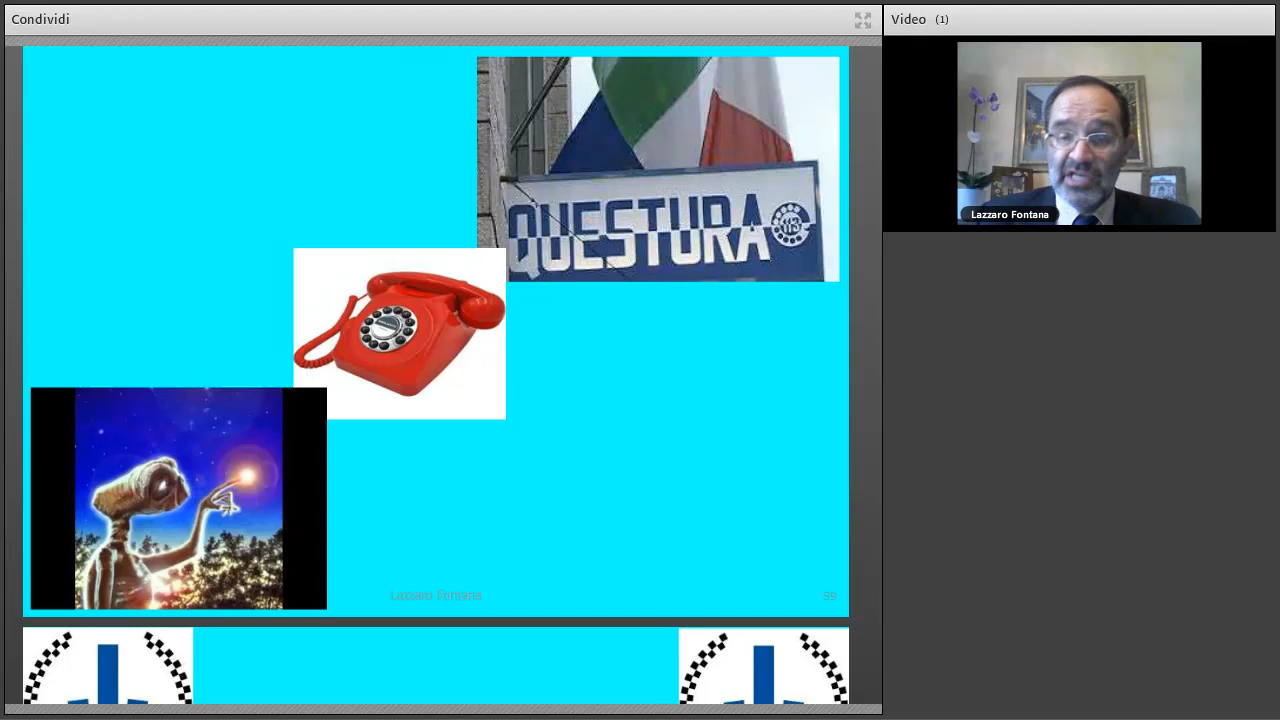 Condividi
Video (1)
QUESTURA
113
Lazzaro Fontana
Lazzaro Fontana
59